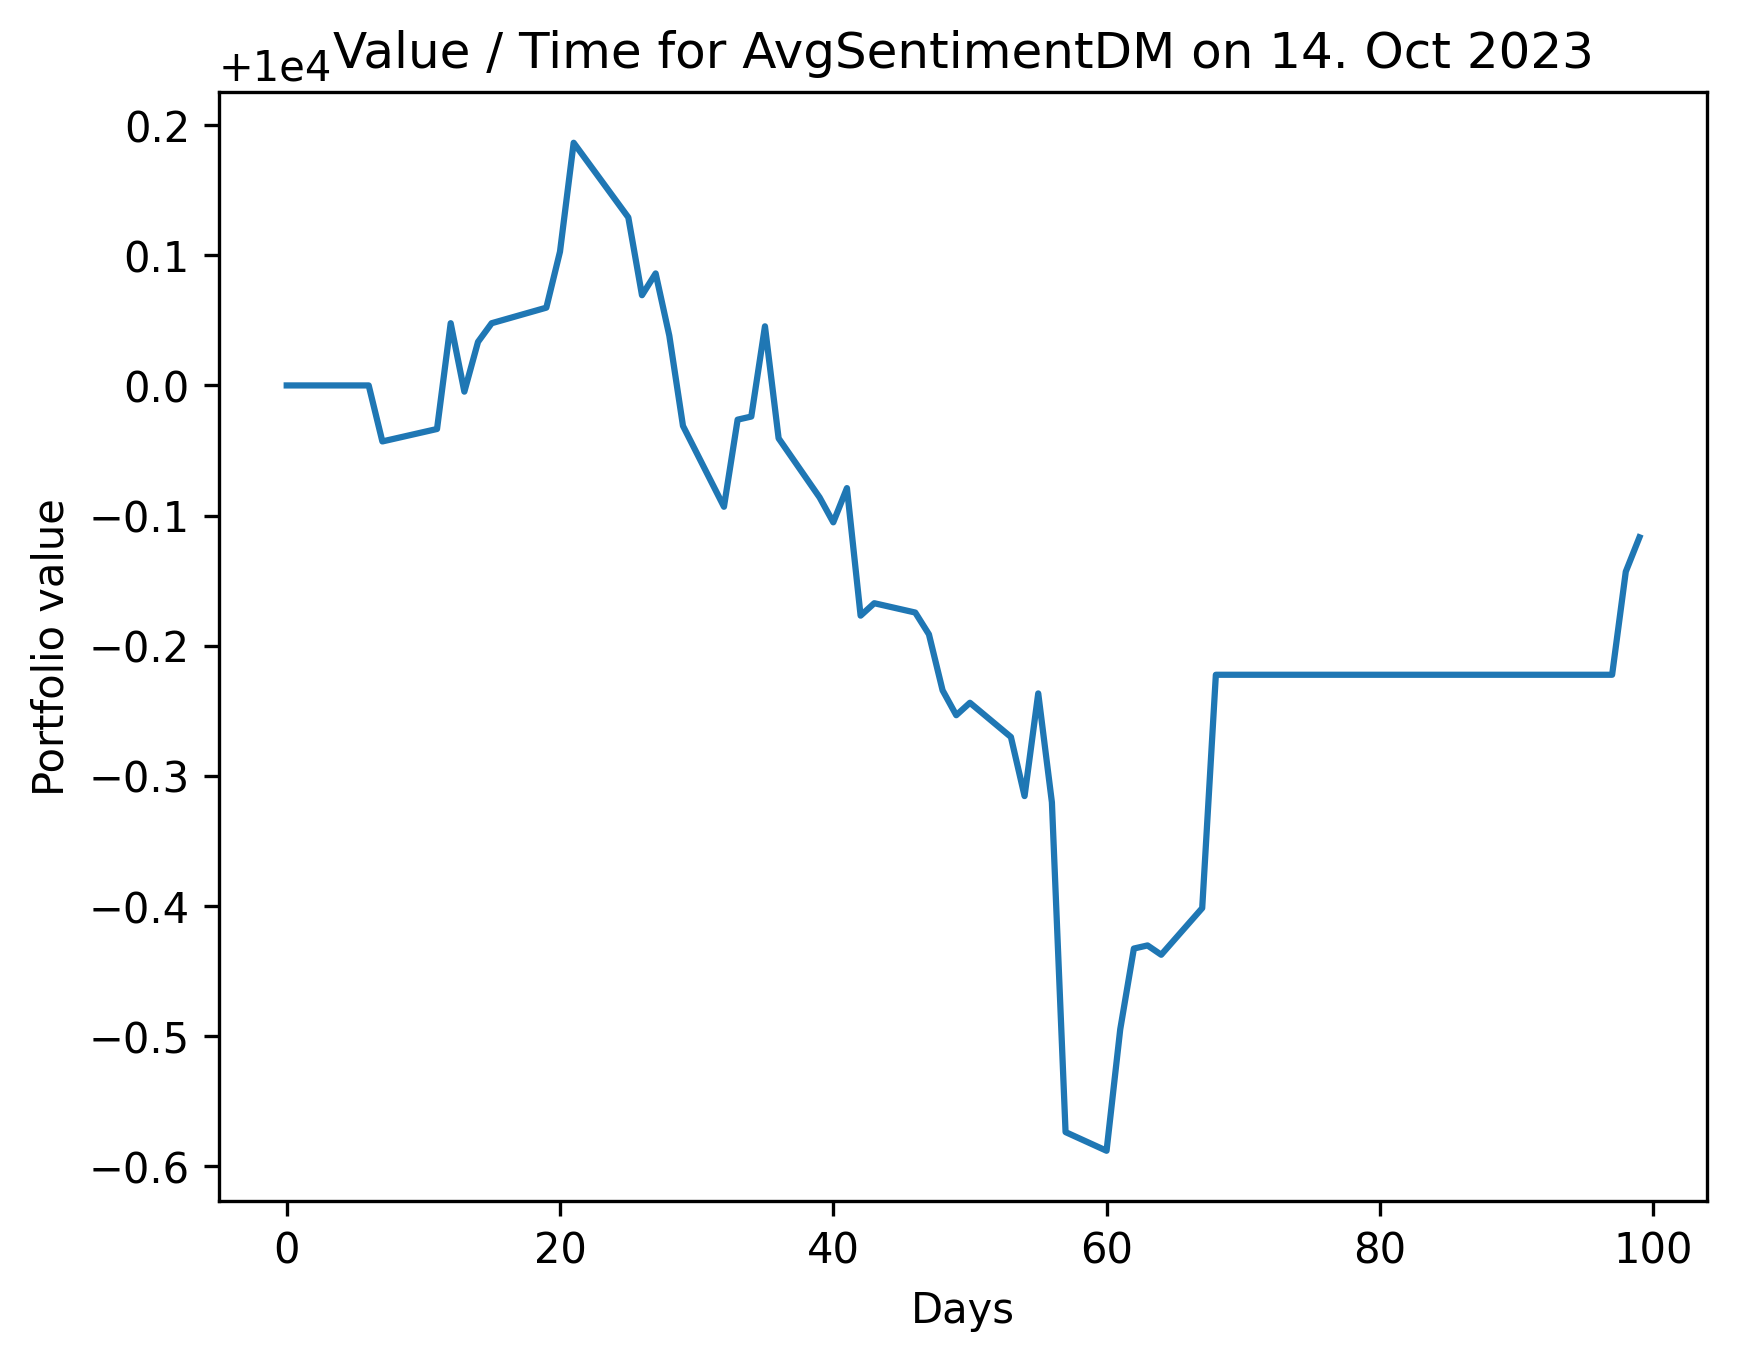 Value / Time for AvgSentimentDM on 14. Oct 2023
+1e4
0.2
0.1
0.0
−0.1
−0.2
−0.3
−0.4
−0.5
−0.6
Portfolio value
0 20 40 60 80 100
Days